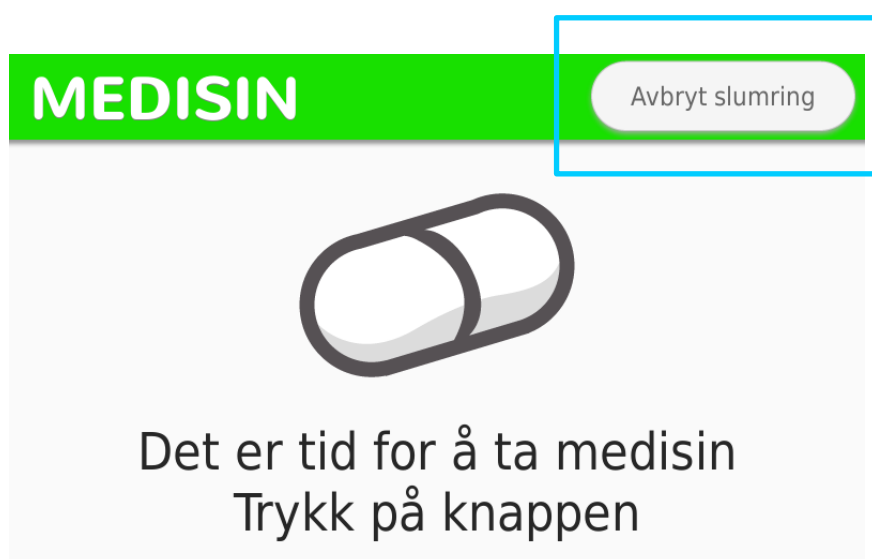 MEDISIN
Avbryt slumring
Det er tid for å ta medisin
Trykk på knappen